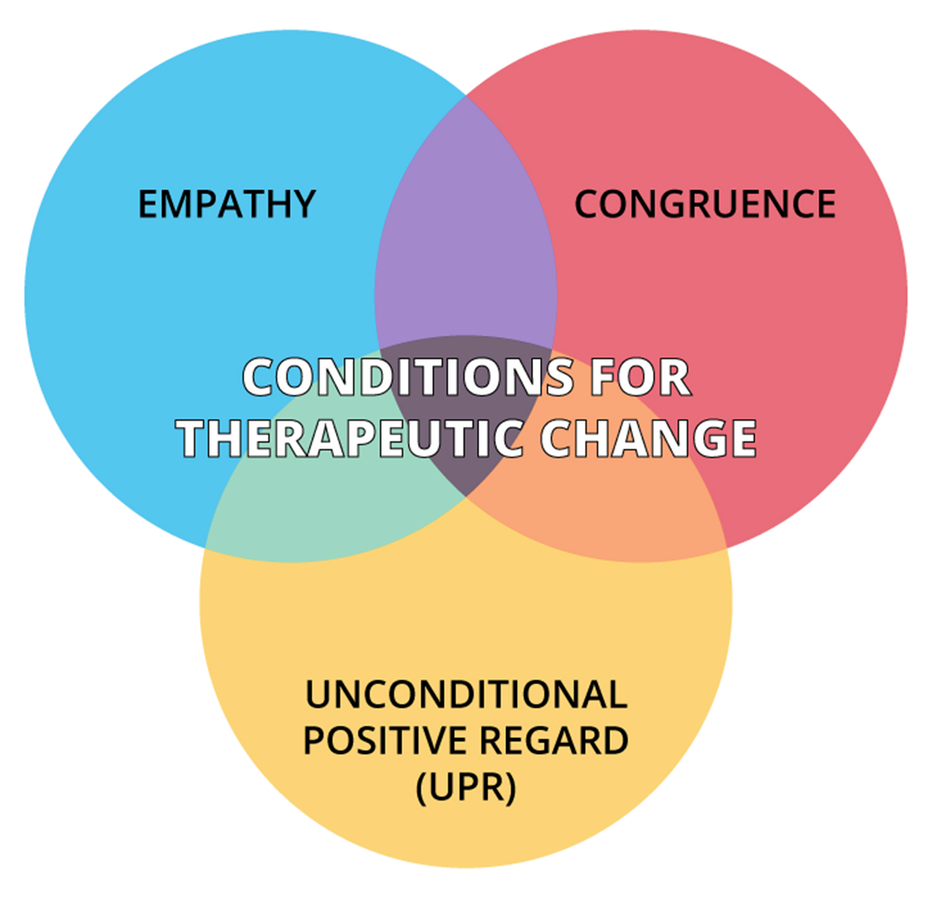 EMPATHY
CONGRUENCE
CONDITIONS FOR
THERAPEUTIC CHANGE
UNCONDITIONAL
POSITIVE REGARD
(UPR)